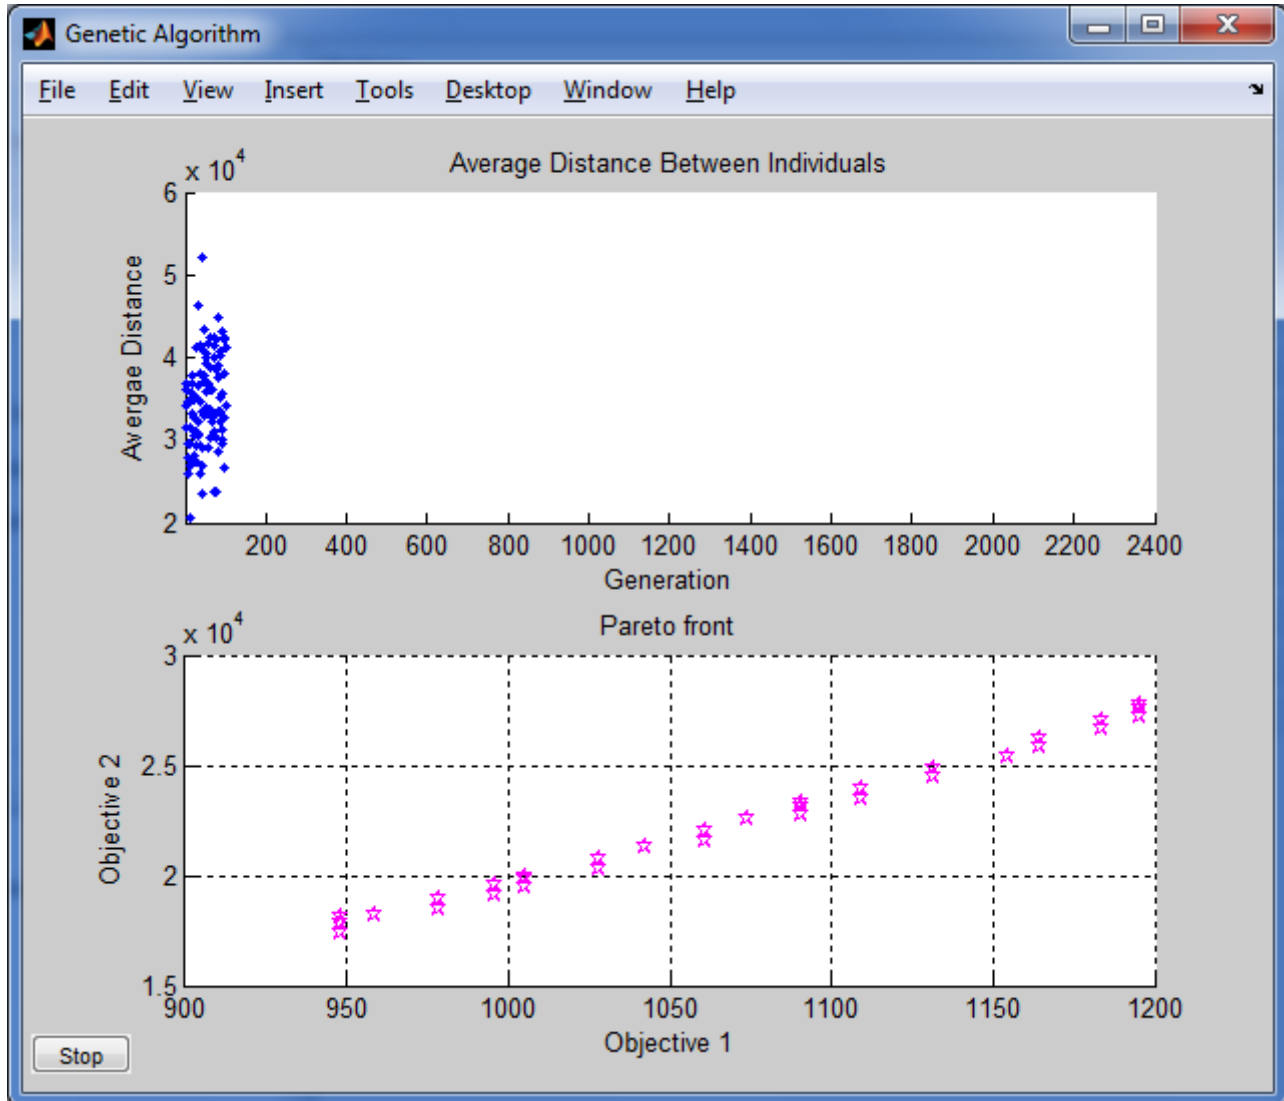 Genetic Algorithm
File Edit View Insert Tools Desktop Window Help
Average Distance Between Individuals
x 10^4
6
5
4
3
2
Avergae Distance
200 400 600 800 1000 1200 1400 1600 1800 2000 2200 2400
Generation
Pareto front
x 10^4
3
2.5
2
1.5
Objective 2
900 950 1000 1050 1100 1150 1200
Objective 1
Stop